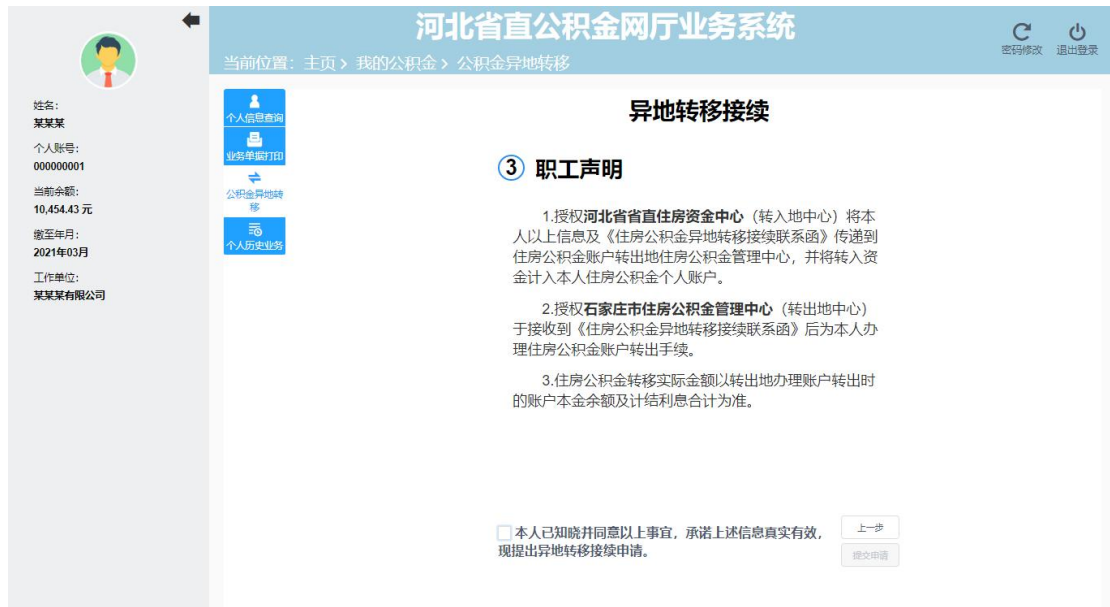 河北省直公积金网厅业务系统
密码修改
退出登录
当前位置：主页 > 我的公积金 > 公积金异地转移
姓名：
某某某
个人账号：
000000001
当前余额：
10,454.43 元
缴至年月：
2021年03月
工作单位：
某某某有限公司
个人信息查询
业务单据打印
公积金异地转
移
个人历史业务
异地转移接续
3 职工声明
1.授权河北省省直住房资金中心（转入地中心）将本
人以上信息及《住房公积金异地转移接续联系函》传递到
住房公积金账户转出地住房公积金管理中心，并将转入资
金计入本人住房公积金个人账户。
2.授权石家庄市住房公积金管理中心（转出地中心）
于接收到《住房公积金异地转移接续联系函》后为本人办
理住房公积金账户转出手续。
3.住房公积金转移实际金额以转出地办理账户转出时
的账户本金余额及计结利息合计为准。
本人已知晓并同意以上事宜，承诺上述信息真实有效，
现提出异地转移接续申请。
上一步
提交申请